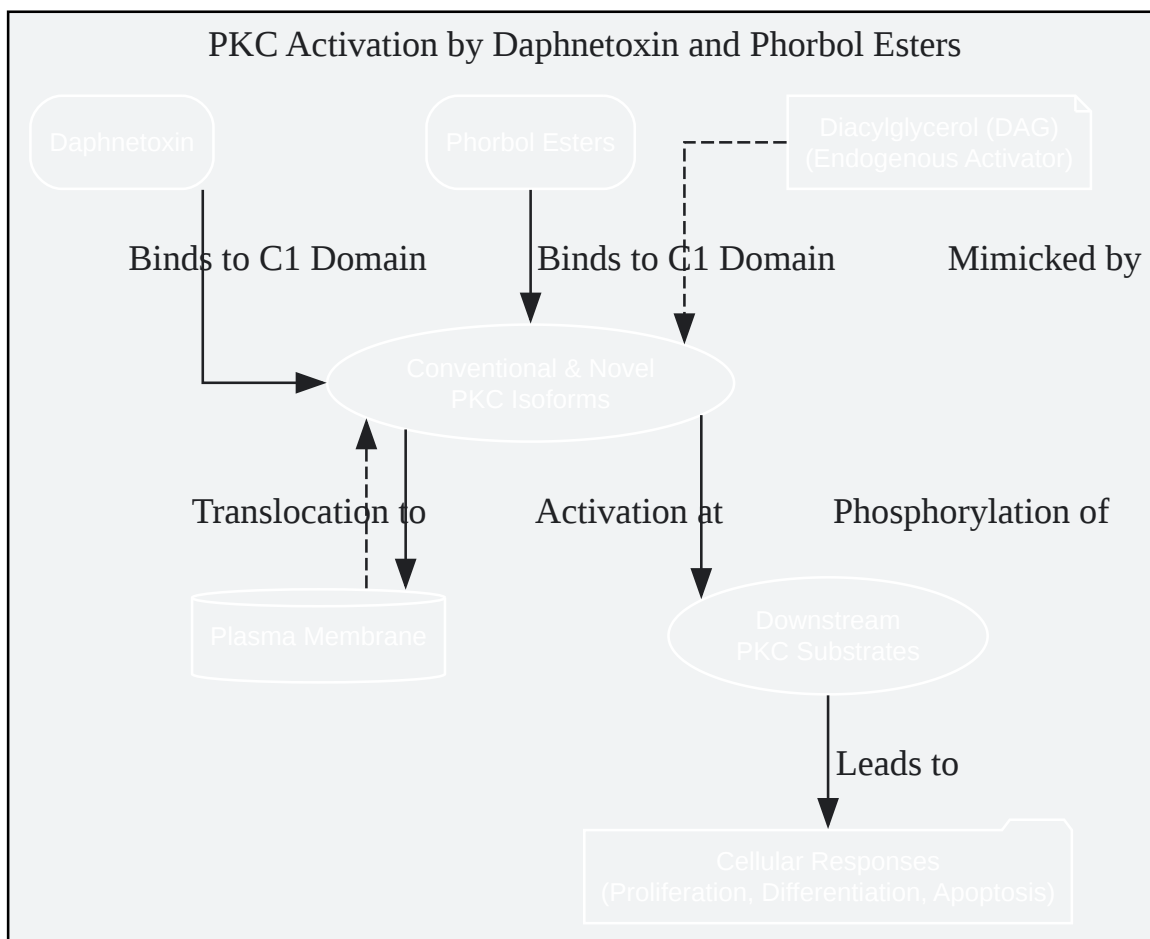 PKC Activation by Daphnetoxin and Phorbol Esters
Daphnetoxin
Phorbol Esters
Diacylglycerol (DAG)
(Endogenous Activator)
Binds to C1 Domain
Binds to C1 Domain
Mimicked by
Conventional & Novel
PKC Isoforms
Translocation to
Activation at
Phosphorylation of
Plasma Membrane
Downstream
PKC Substrates
Leads to
Cellular Responses
(Proliferation, Differentiation, Apoptosis)